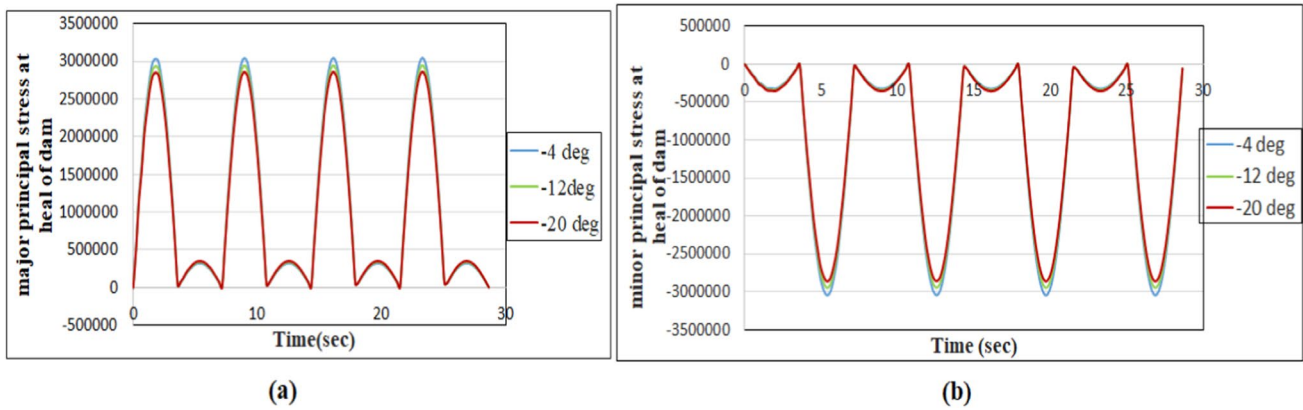 (a)
3500000
3000000
2500000
2000000
1500000
1000000
500000
0
-500000
major principal stress at
heal of dam
0
10
20
30
Time(sec)
-4 deg
-12deg
-20 deg
(a)
(b)
500000
0
-500000
-1000000
-1500000
-2000000
-2500000
-3000000
-3500000
minor principal stress at
heal of dam
0
5
10
15
20
25
30
Time (sec)
-4 deg
-12 deg
-20 deg
(b)